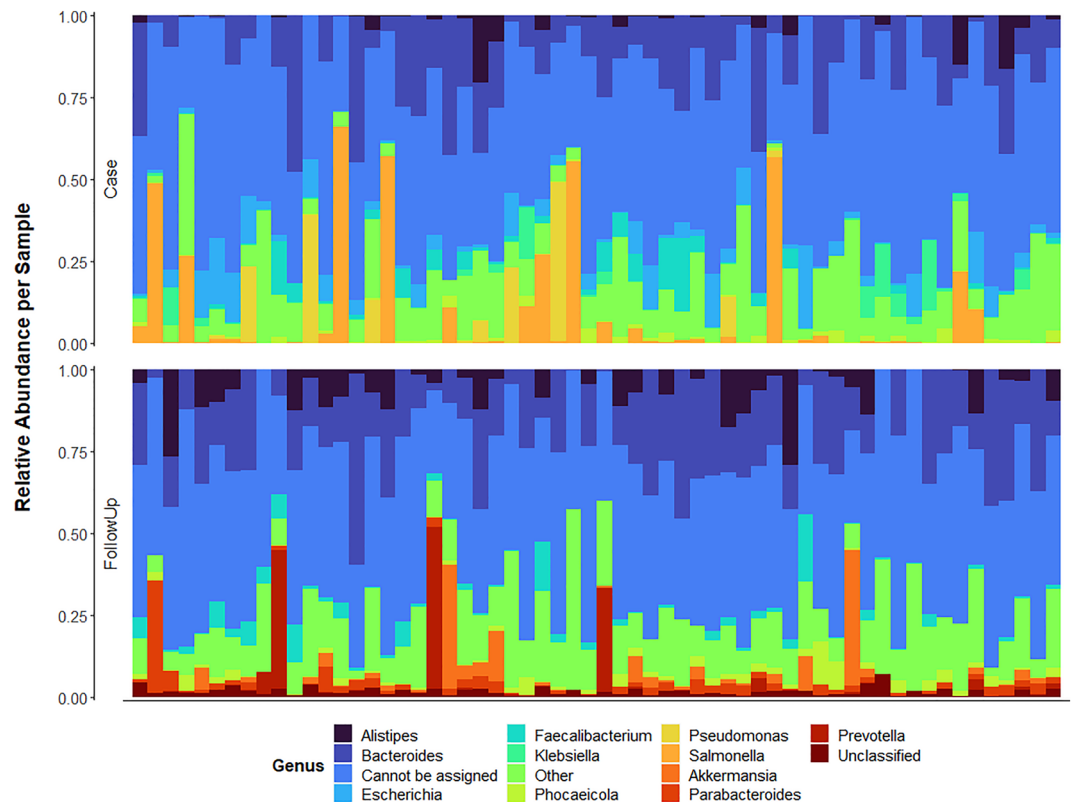 Relative Abundance per Sample
Case
1.00
0.75
0.50
0.25
0.00
FollowUp
1.00
0.75
0.50
0.25
0.00
Genus
Alistipes
Bacteroides
Cannot be assigned
Escherichia
Faecalibacterium
Klebsiella
Other
Phocaeicola
Pseudomonas
Salmonella
Akkermansia
Parabacteroides
Prevotella
Unclassified